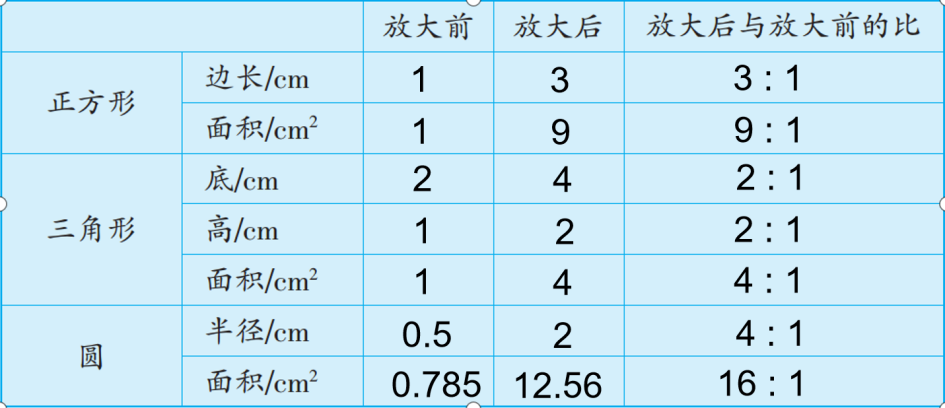 放大前 放大后 放大后与放大前的比
正方形 边长/cm 1 3 3 : 1
面积/cm² 1 9 9 : 1
三角形 底/cm 2 4 2 : 1
高/cm 1 2 2 : 1
面积/cm² 1 4 4 : 1
圆 半径/cm 0.5 2 4 : 1
面积/cm² 0.785 12.56 16 : 1